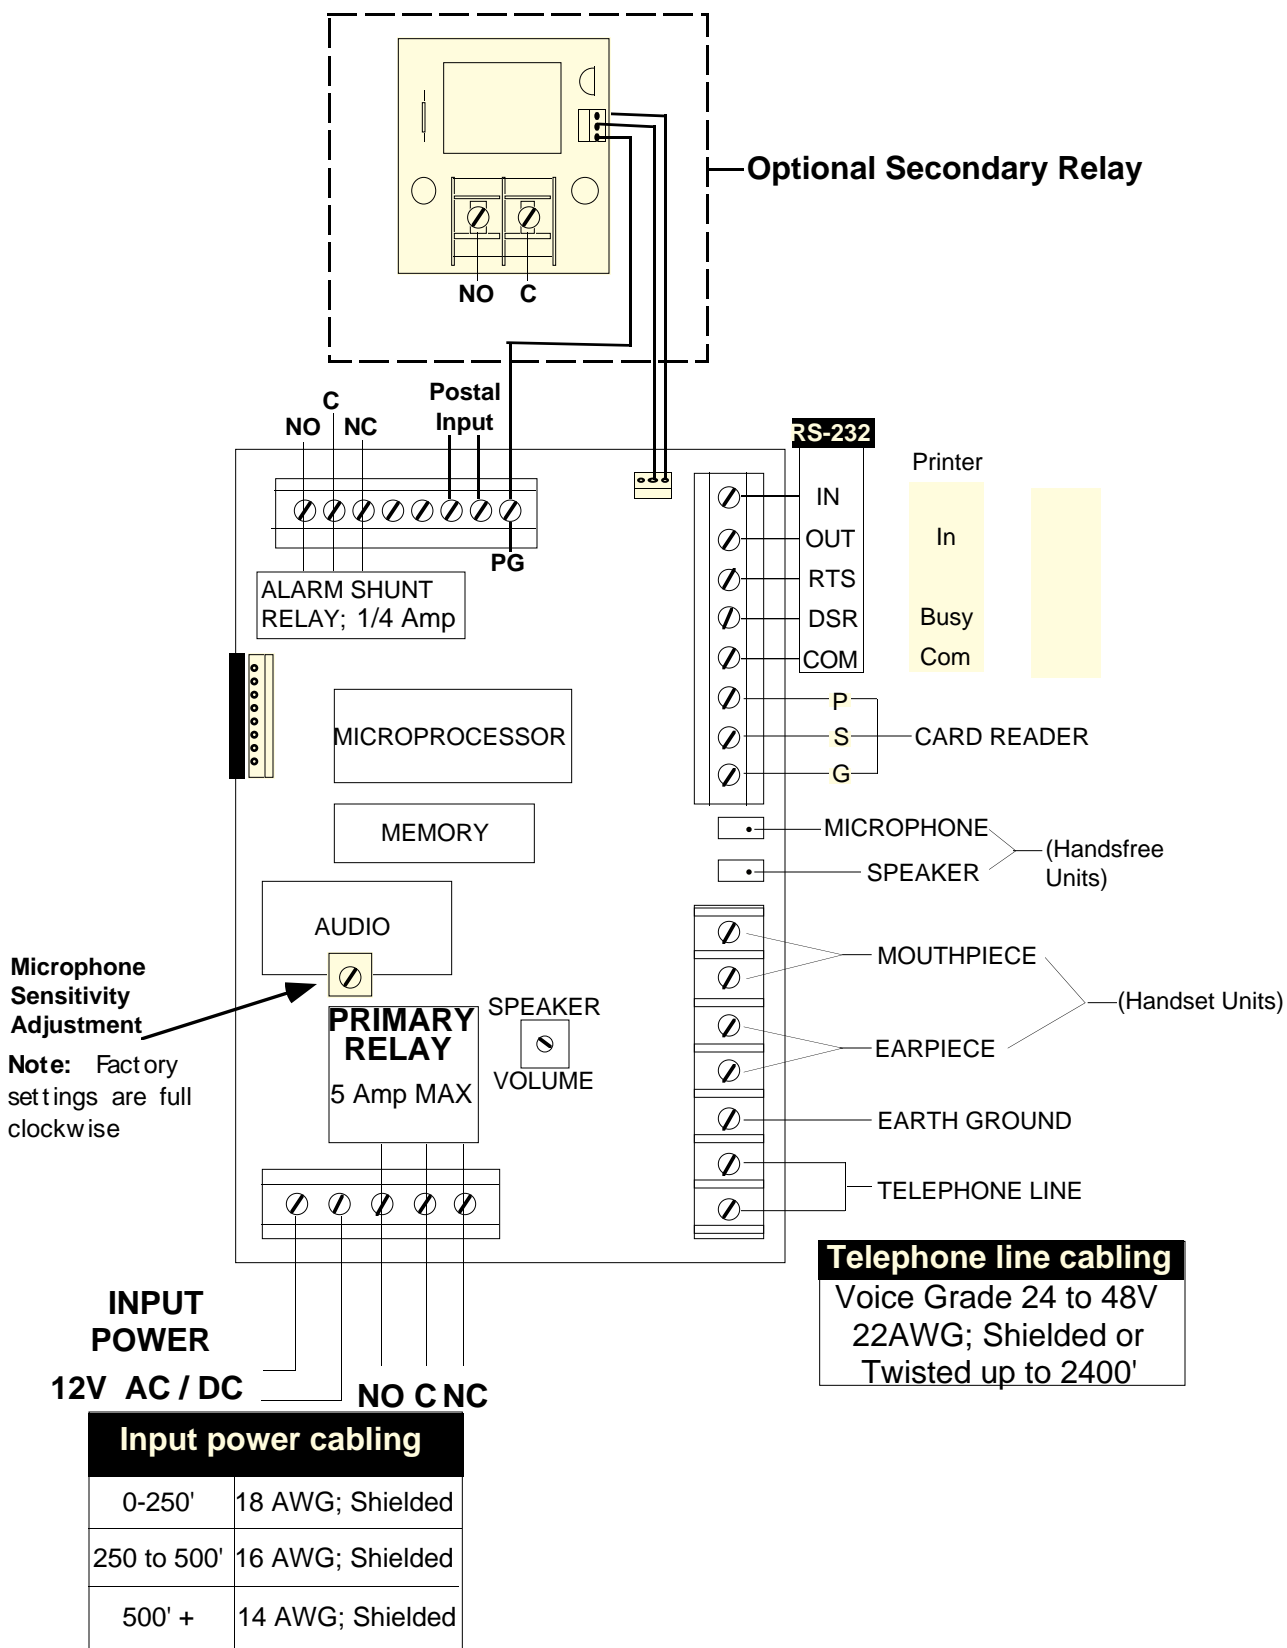 Optional Secondary Relay
NO C
Postal
Input
C
NO NC
PG
ALARM SHUNT
RELAY; 1/4 Amp
RS-232
Printer
IN
OUT In
RTS
DSR Busy
COM Com
P
S CARD READER
G
MICROPROCESSOR
MEMORY
MICROPHONE
(Handsfree
Units)
SPEAKER
AUDIO
MOUTHPIECE
(Handset Units)
EARPIECE
EARTH GROUND
TELEPHONE LINE
Microphone
Sensitivity
Adjustment
Note: Factory
settings are full
clockwise
PRIMARY
RELAY
5 Amp MAX
SPEAKER
VOLUME
INPUT
POWER
12V AC / DC
NO C NC
Telephone line cabling
Voice Grade 24 to 48V
22AWG; Shielded or
Twisted up to 2400'
Input power cabling
0-250' 18 AWG; Shielded
250 to 500' 16 AWG; Shielded
500' + 14 AWG; Shielded